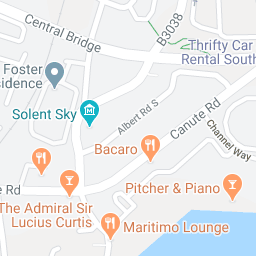 Central Bridge
B3038
Thrifty Car
Rental South
Foster
sidence
Solent Sky
Albert Rd S
Canute Rd
Channel Way
Bacaro
e Rd
Pitcher & Piano
The Admiral Sir
Lucius Curtis
Maritimo Lounge